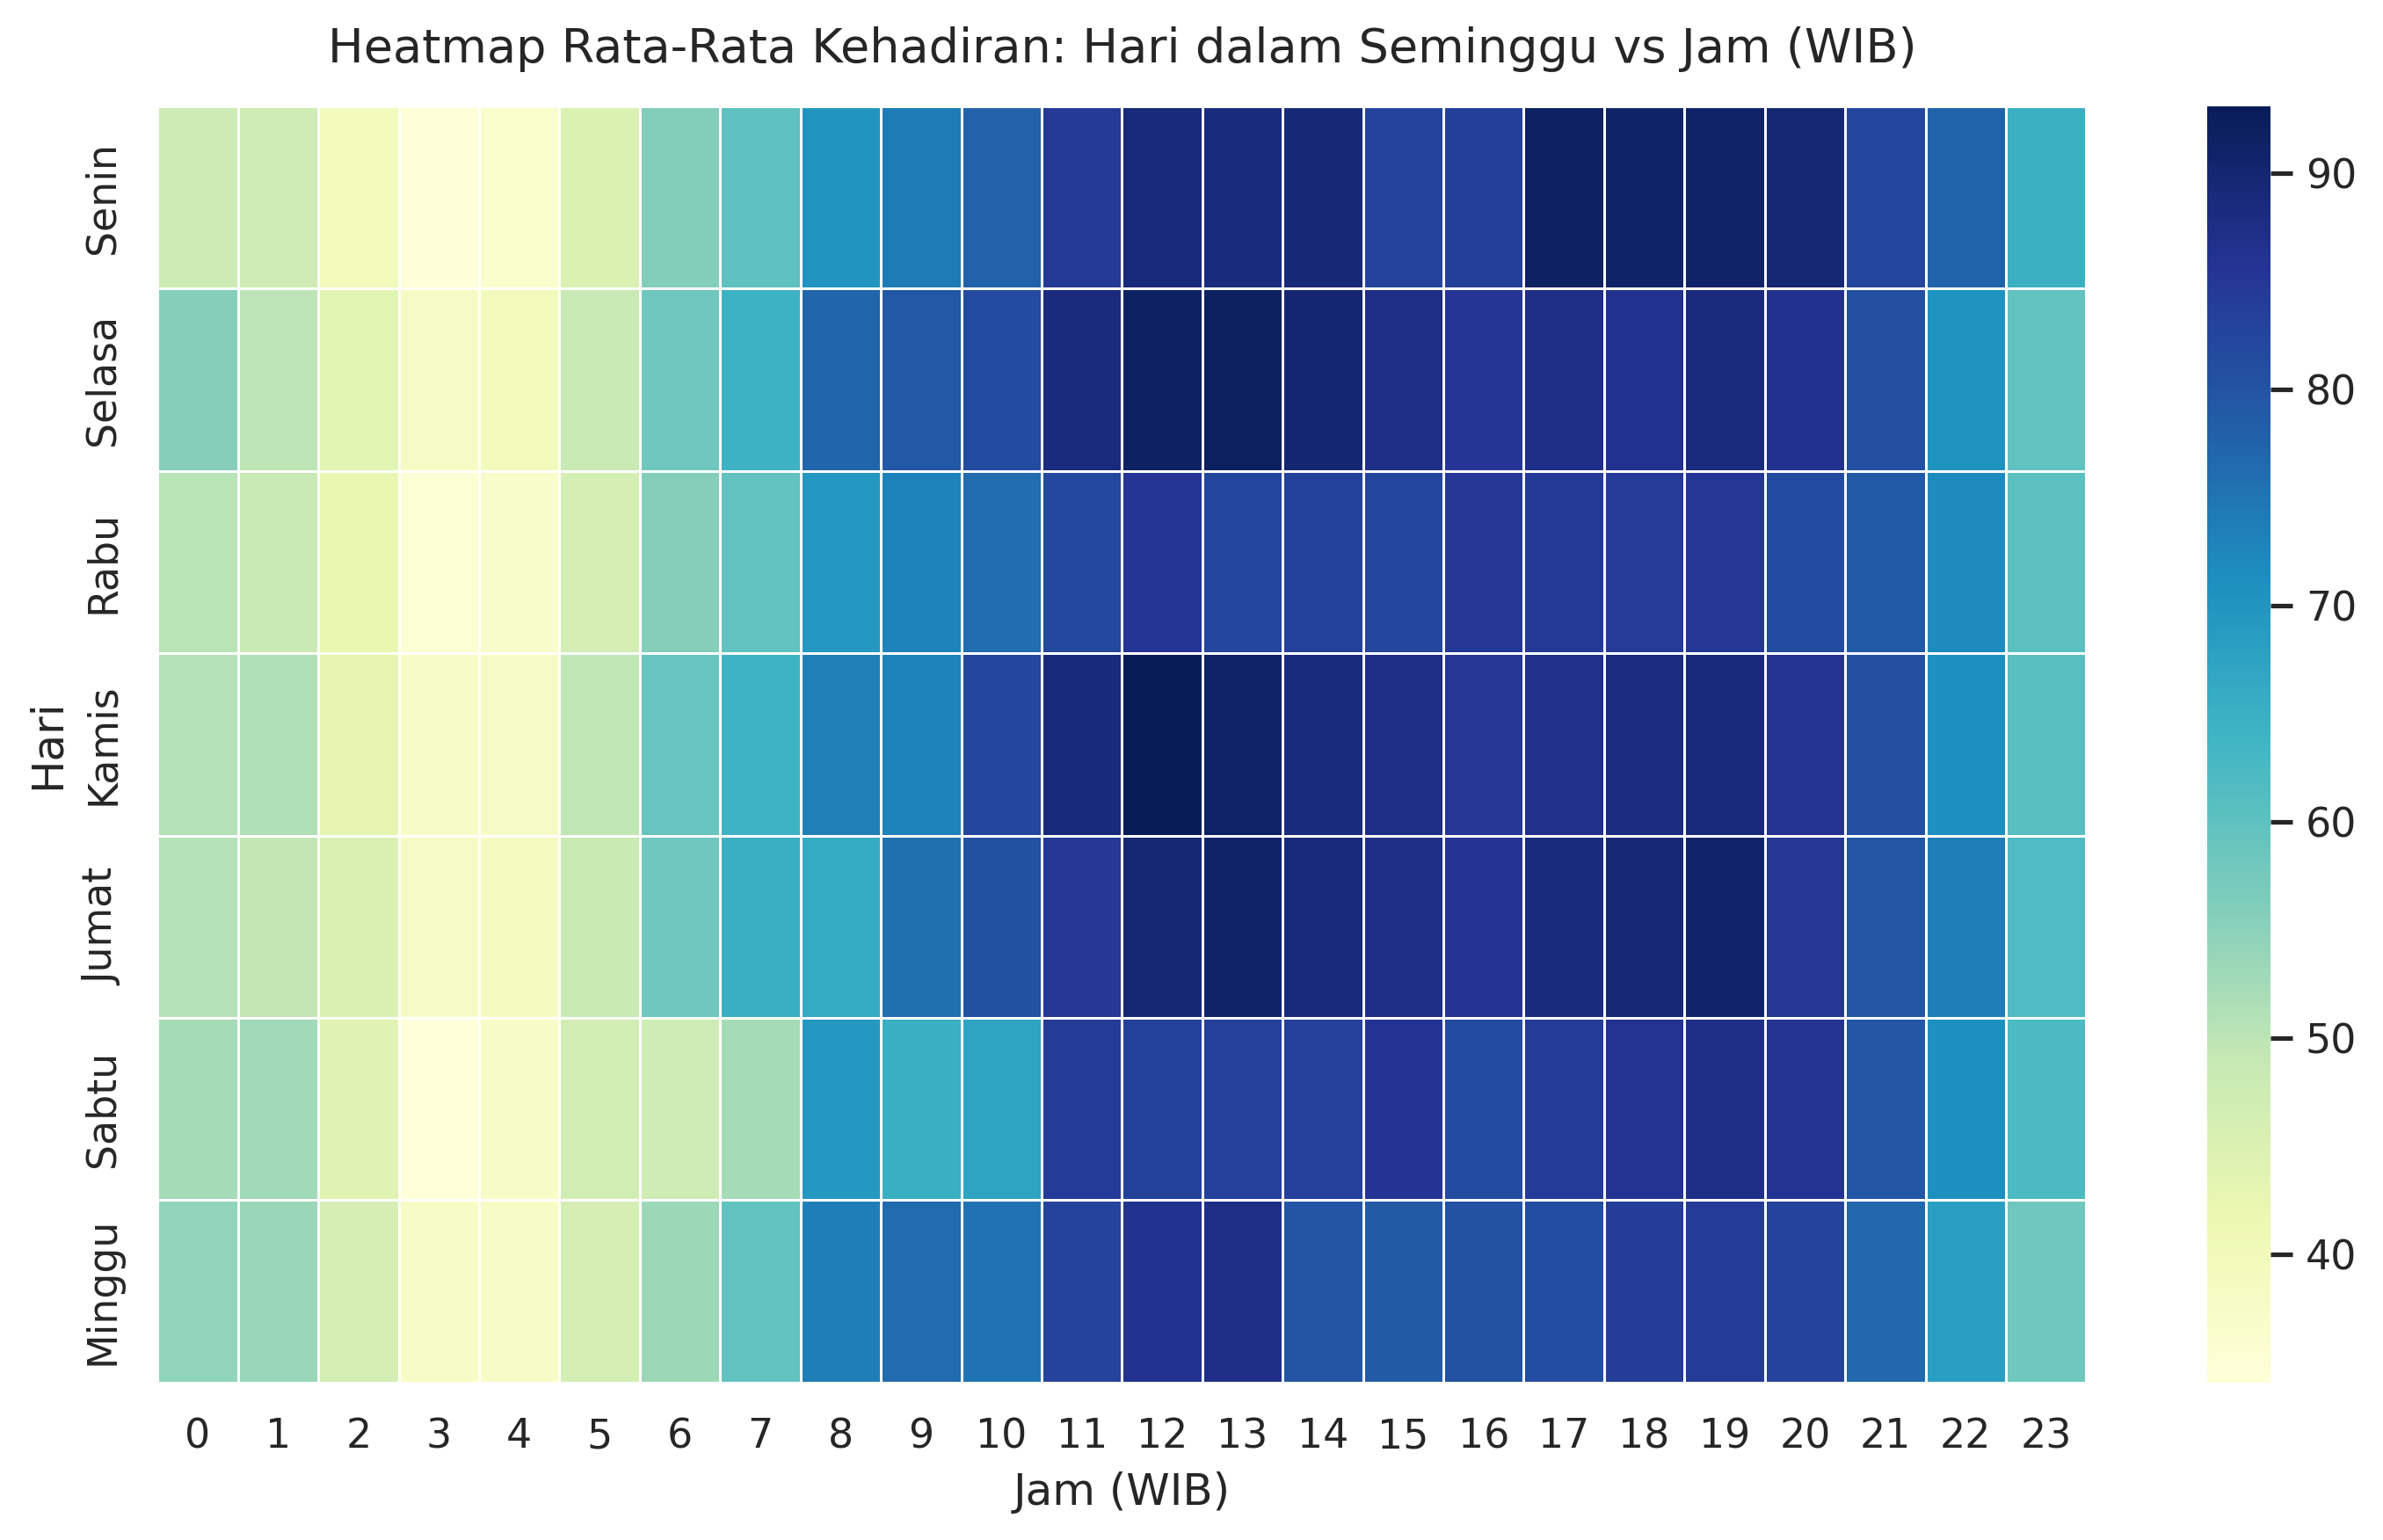 Heatmap Rata-Rata Kehadiran: Hari dalam Seminggu vs Jam (WIB)
Hari
Senin
Selasa
Rabu
Kamis
Jumat
Sabtu
Minggu
0 1 2 3 4 5 6 7 8 9 10 11 12 13 14 15 16 17 18 19 20 21 22 23
Jam (WIB)
90
80
70
60
50
40